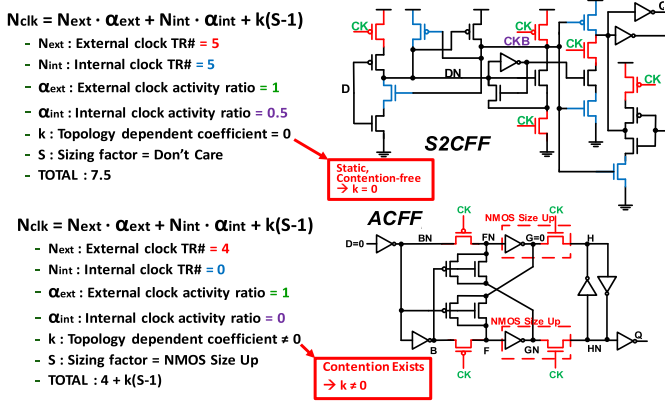 Nclk = Next · αext + Nint · αint + k(S-1)
- Next : External clock TR# = 5
- Nint : Internal clock TR# = 5
- αext : External clock activity ratio = 1
- αint : Internal clock activity ratio = 0.5
- k : Topology dependent coefficient = 0
- S : Sizing factor = Don't Care
- TOTAL : 7.5
Static,
Contention-free
→ k = 0
CK
CKB
CK
CK
Q
D
DN
CK
CK
S2CFF
Nclk = Next · αext + Nint · αint + k(S-1)
- Next : External clock TR# = 4
- Nint : Internal clock TR# = 0
- αext : External clock activity ratio = 1
- αint : Internal clock activity ratio = 0
- k : Topology dependent coefficient ≠ 0
- S : Sizing factor = NMOS Size Up
- TOTAL : 4 + k(S-1)
Contention Exists
→ k ≠ 0
ACFF
CK
CK
NMOS Size Up
D=0
BN
FN
G=0
H
NMOS Size Up
B
F
GN
HN
Q
CK
CK